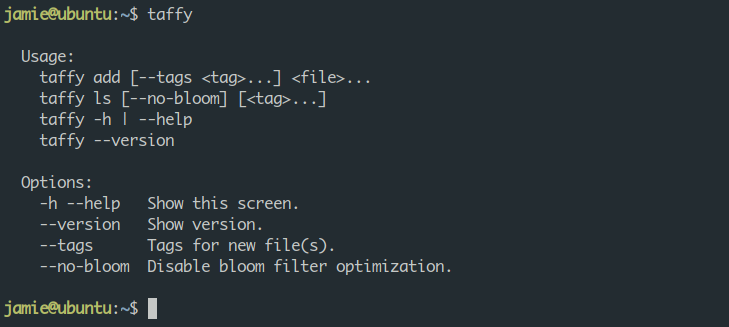 jamie@ubuntu:~$ taffy
Usage:
taffy add [--tags <tag>...] <file>...
taffy ls [--no-bloom] [<tag>...]
taffy -h | --help
taffy --version
Options:
-h --help   Show this screen.
--version   Show version.
--tags      Tags for new file(s).
--no-bloom  Disable bloom filter optimization.
jamie@ubuntu:~$